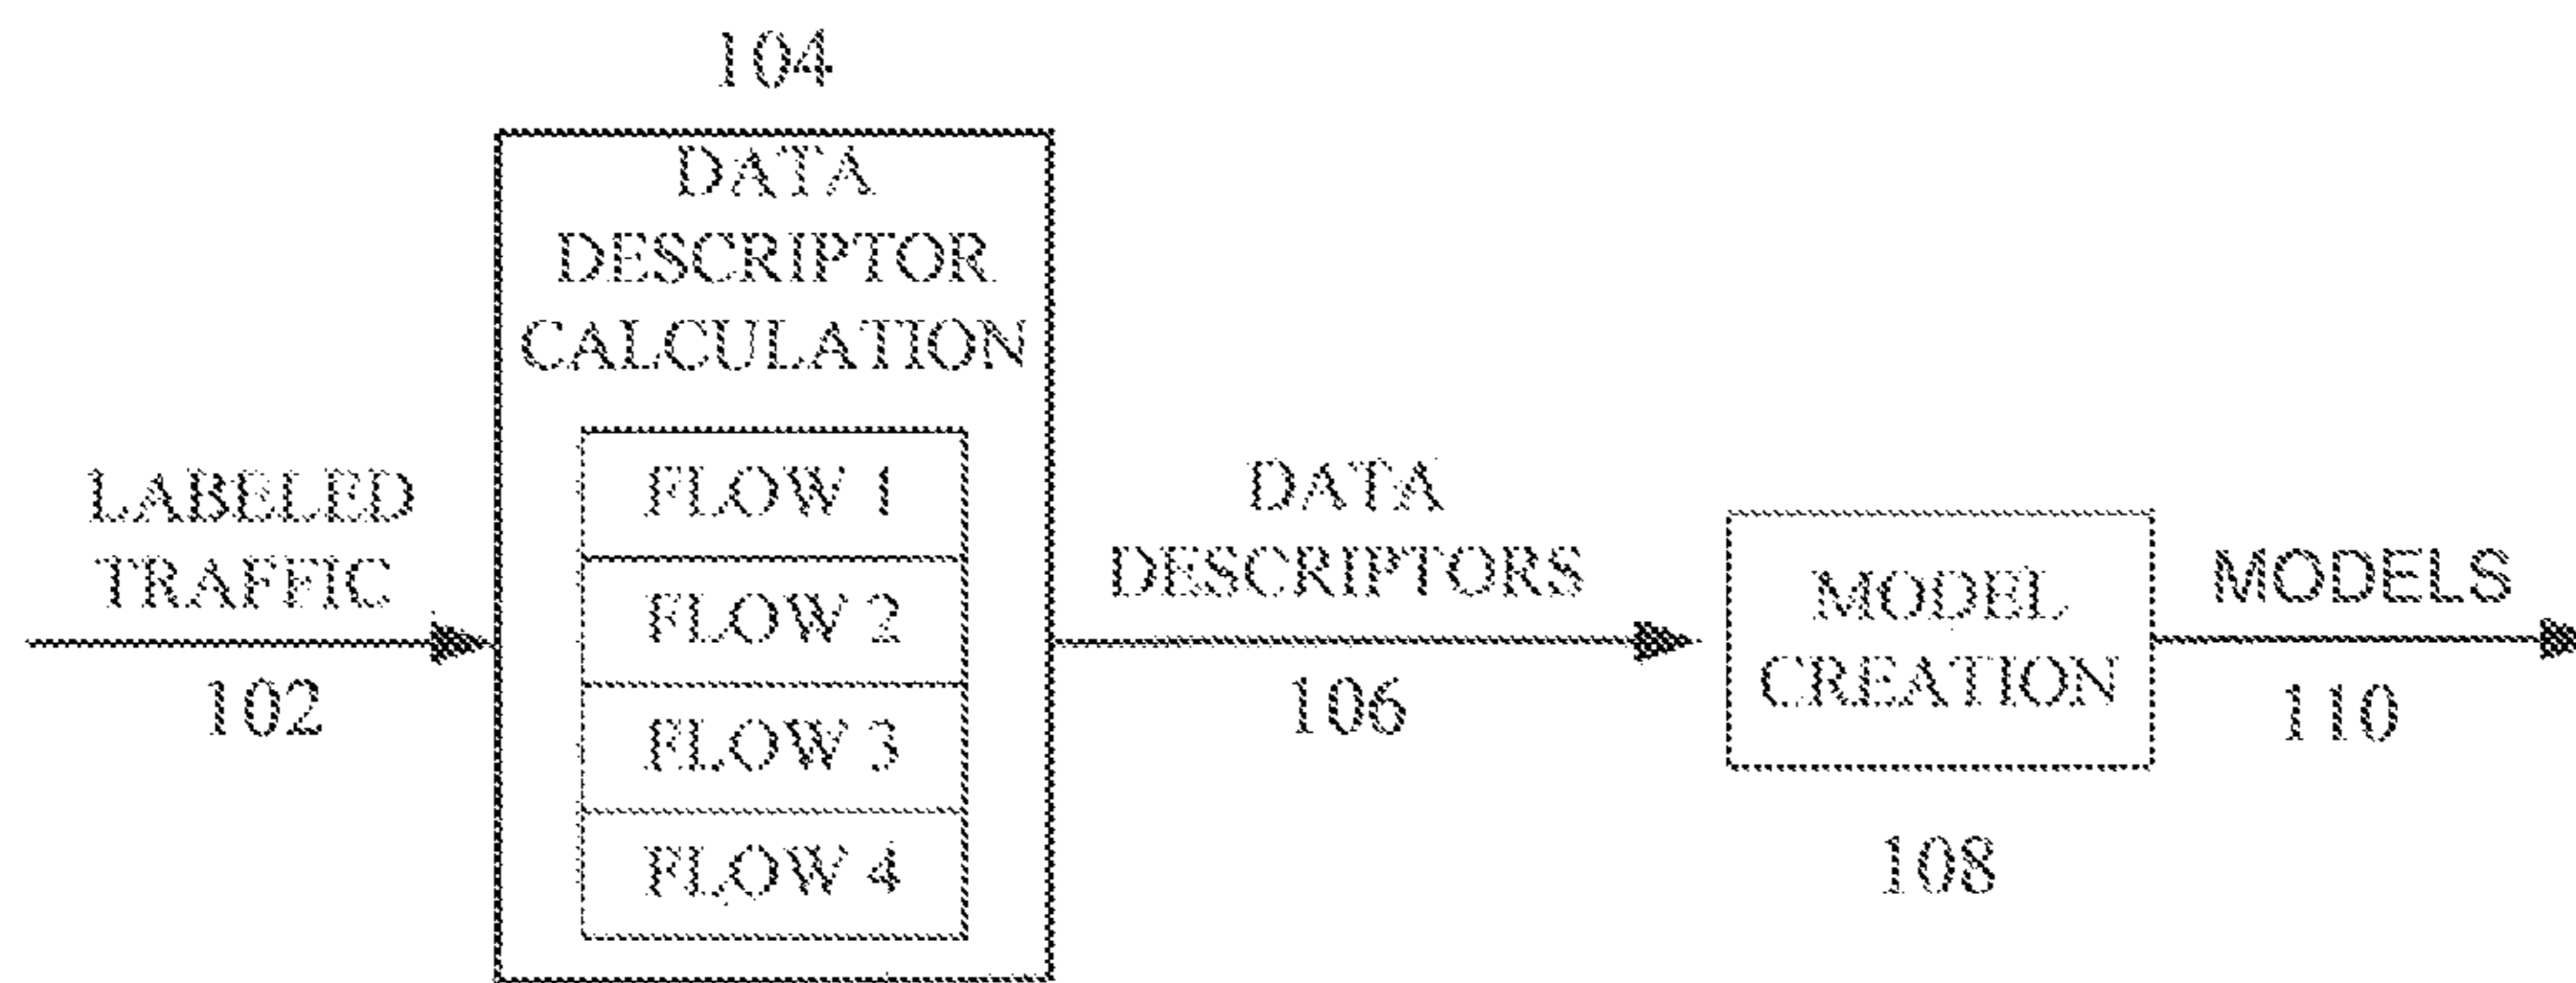 104
DATA
DESCRIPTOR
CALCULATION
FLOW 1
FLOW 2
FLOW 3
FLOW 4
LABELED
TRAFFIC
102
DATA
DESCRIPTORS
106
MODEL
CREATION
108
MODELS
110